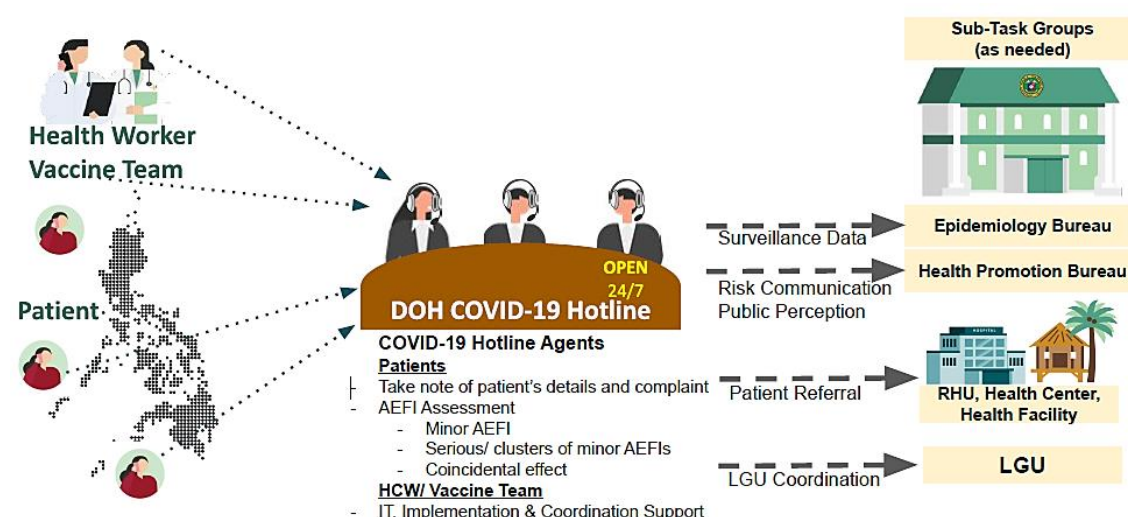 Health Worker
Vaccine Team
Patient
OPEN
24/7
DOH COVID-19 Hotline
COVID-19 Hotline Agents
Patients
- Take note of patient's details and complaint
- AEFI Assessment
- Minor AEFI
- Serious/ clusters of minor AEFIs
- Coincidental effect
HCW/ Vaccine Team
- IT, Implementation & Coordination Support
Surveillance Data
Risk Communication
Public Perception
Patient Referral
LGU Coordination
Sub-Task Groups
(as needed)
Epidemiology Bureau
Health Promotion Bureau
HOSPITAL
RHU, Health Center,
Health Facility
LGU